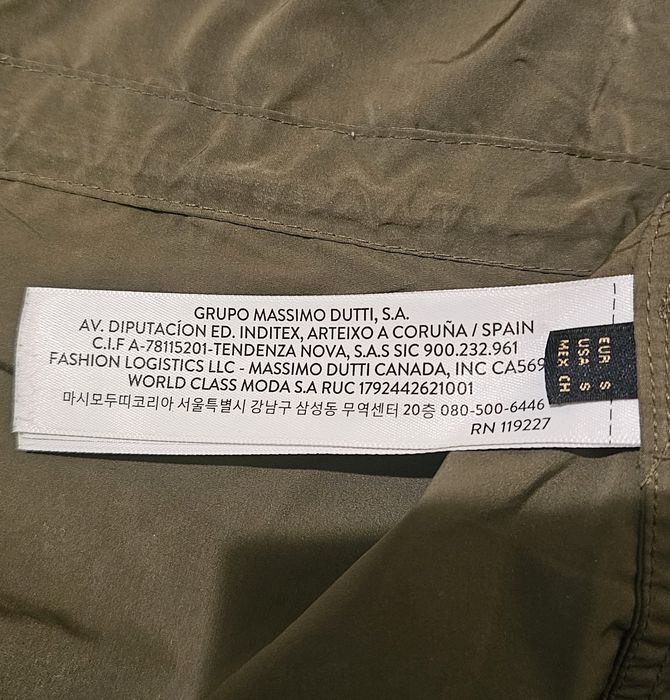 GRUPO MASSIMO DUTTI, S.A.
AV. DIPUTACÍON ED. INDITEX, ARTEIXO A CORUÑA / SPAIN
C.I.F A-78115201-TENDENZA NOVA, S.A.S SIC 900.232.961
FASHION LOGISTICS LLC - MASSIMO DUTTI CANADA, INC CA569
WORLD CLASS MODA S.A RUC 1792442621001
마시모두띠코리아 서울특별시 강남구 삼성동 무역센터 20층 080-500-6446
RN 119227
EUR S
USA S
MEX CH